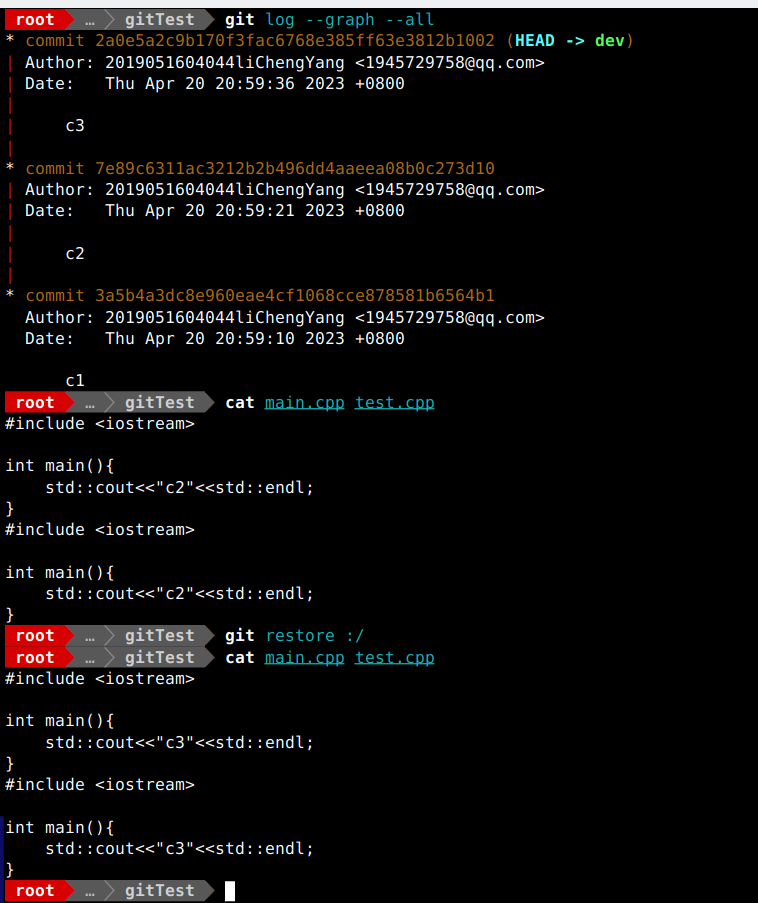 root … gitTest git log --graph --all
* commit 2a0e5a2c9b170f3fac6768e385ff63e3812b1002 (HEAD -> dev)
| Author: 2019051604044liChengYang <1945729758@qq.com>
| Date:   Thu Apr 20 20:59:36 2023 +0800
|
|     c3
|
* commit 7e89c6311ac3212b2b496dd4aaeea08b0c273d10
| Author: 2019051604044liChengYang <1945729758@qq.com>
| Date:   Thu Apr 20 20:59:21 2023 +0800
|
|     c2
|
* commit 3a5b4a3dc8e960eae4cf1068cce878581b6564b1
  Author: 2019051604044liChengYang <1945729758@qq.com>
  Date:   Thu Apr 20 20:59:10 2023 +0800

      c1
root … gitTest cat main.cpp test.cpp
#include <iostream>

int main(){
    std::cout<<"c2"<<std::endl;
}
#include <iostream>

int main(){
    std::cout<<"c2"<<std::endl;
}
root … gitTest git restore :/
root … gitTest cat main.cpp test.cpp
#include <iostream>

int main(){
    std::cout<<"c3"<<std::endl;
}
#include <iostream>

int main(){
    std::cout<<"c3"<<std::endl;
}
root … gitTest